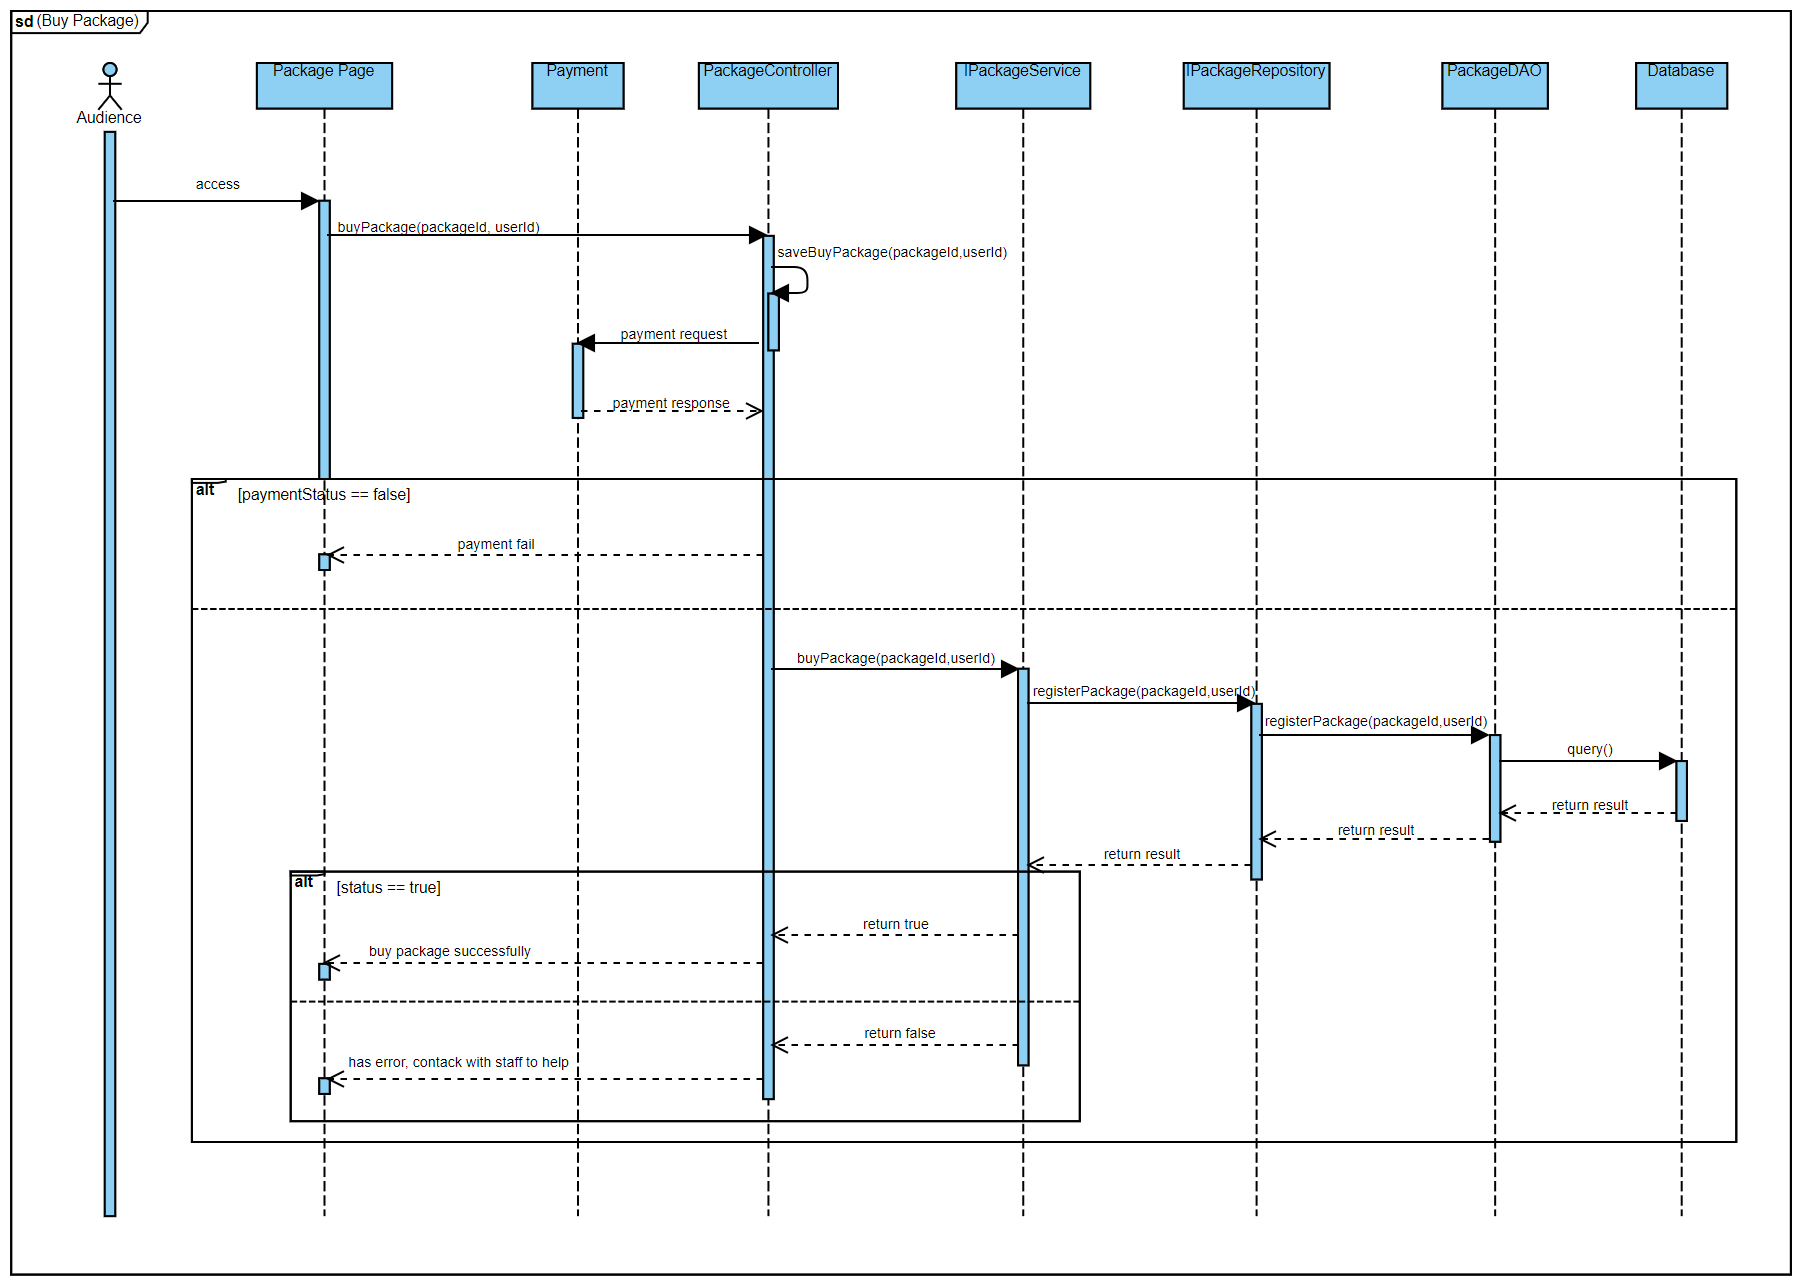 sd (Buy Package)
Audience
Package Page
Payment
PackageController
IPackageService
IPackageRepository
PackageDAO
Database
access
buyPackage(packageId, userId)
saveBuyPackage(packageId,userId)
payment request
payment response
alt
[paymentStatus == false]
payment fail
buyPackage(packageId,userId)
registerPackage(packageId,userId)
registerPackage(packageId,userId)
query()
return result
return result
return result
alt
[status == true]
return true
buy package successfully
return false
has error, contack with staff to help